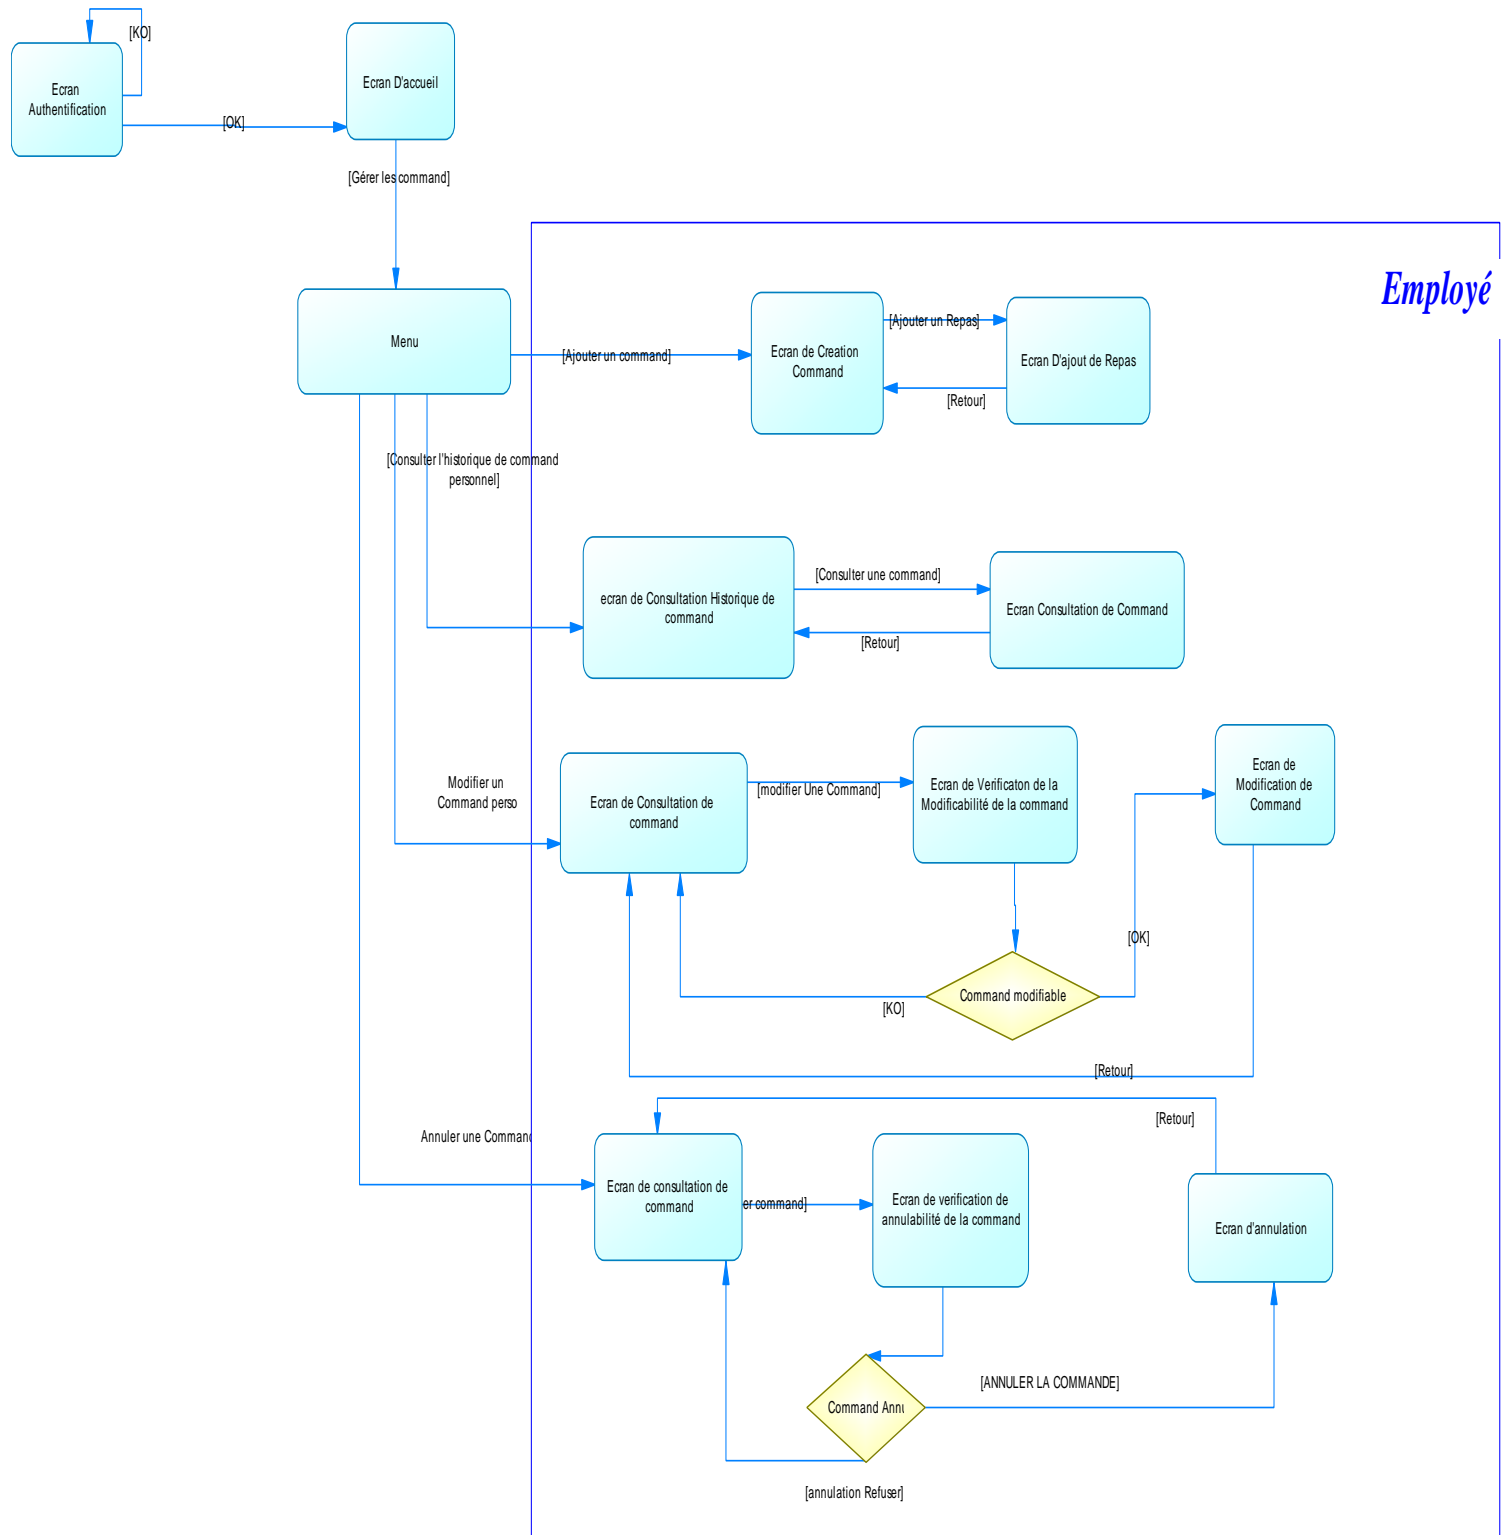 [KO]
Ecran
Authentification
Ecran D'accueil
[OK]
[Gérer les command]
Employé
Menu
[Ajouter un command]
Ecran de Creation
Command
[Ajouter un Repas]
Ecran D'ajout de Repas
[Retour]
[Consulter l'historique de command
personnel]
ecran de Consultation Historique de
command
[Consulter une command]
Ecran Consultation de Command
[Retour]
Modifier un
Command perso
Ecran de Consultation de
command
[modifier Une Command]
Ecran de Verificaton de la
Modificabilité de la command
Ecran de
Modification de
Command
[OK]
Command modifiable
[KO]
[Retour]
[Retour]
Annuler une Command
Ecran de consultation de
command
er command]
Ecran de verification de
annulabilité de la command
Ecran d'annulation
[ANNULER LA COMMANDE]
Command Annu
[annulation Refuser]